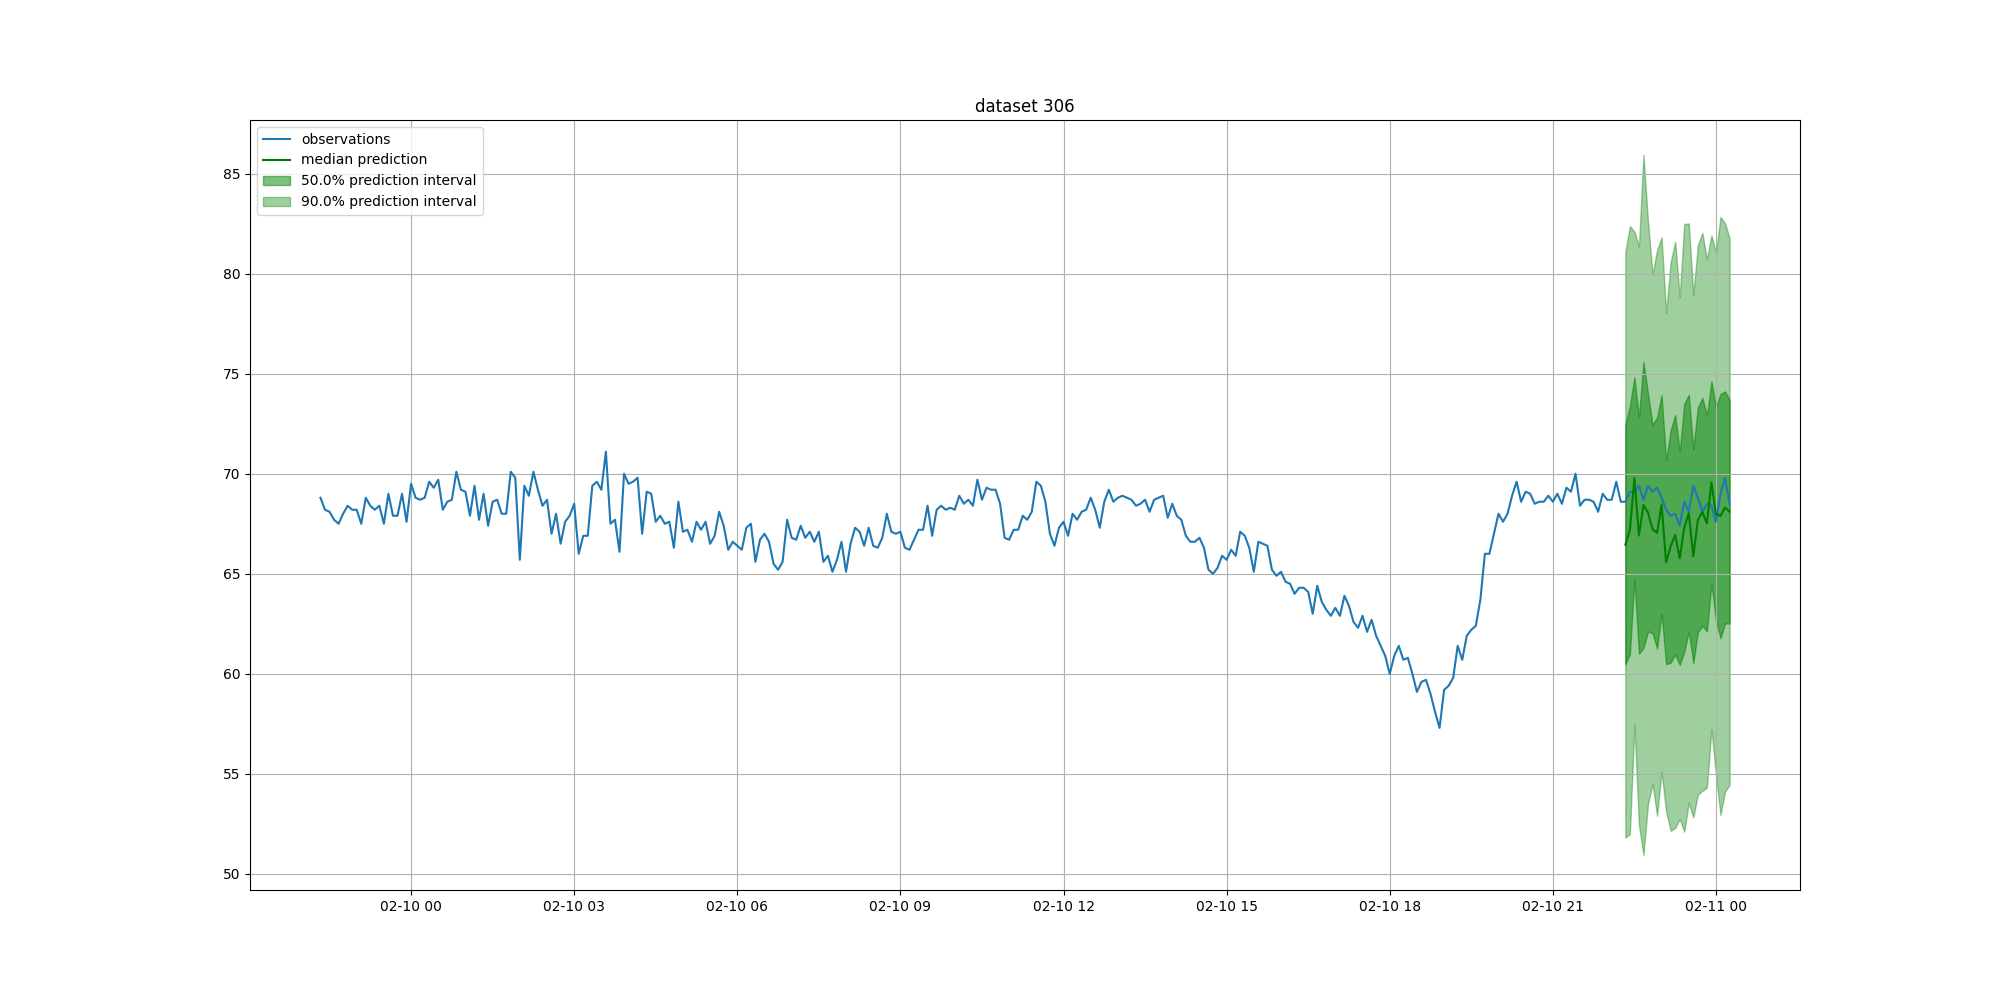 dataset 306
observations
median prediction
50.0% prediction interval
90.0% prediction interval
85
80
75
70
65
60
55
50
02-10 00 02-10 03 02-10 06 02-10 09 02-10 12 02-10 15 02-10 18 02-10 21 02-11 00